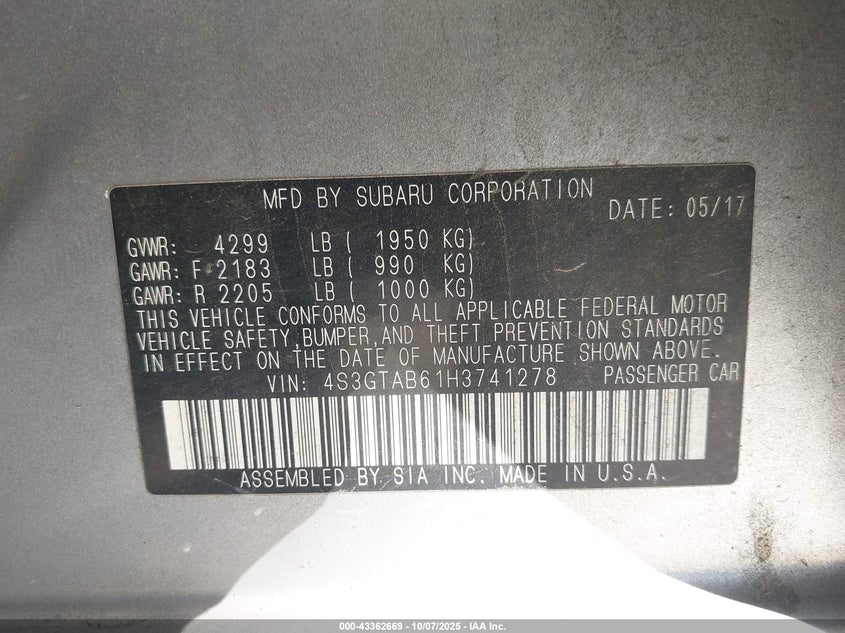 MFD BY SUBARU CORPORATION DATE: 05/17
GVWR: 4299 LB ( 1950 KG)
GAWR: F 2183 LB ( 990 KG)
GAWR: R 2205 LB ( 1000 KG)
THIS VEHICLE CONFORMS TO ALL APPLICABLE FEDERAL MOTOR
VEHICLE SAFETY,BUMPER,AND THEFT PREVENTION STANDARDS
IN EFFECT ON THE DATE OF MANUFACTURE SHOWN ABOVE.
VIN: 4S3GTAB61H3741278 PASSENGER CAR
ASSEMBLED BY SIA INC. MADE IN U.S.A.
000-43362669 - 10/07/2025 - IAA Inc.